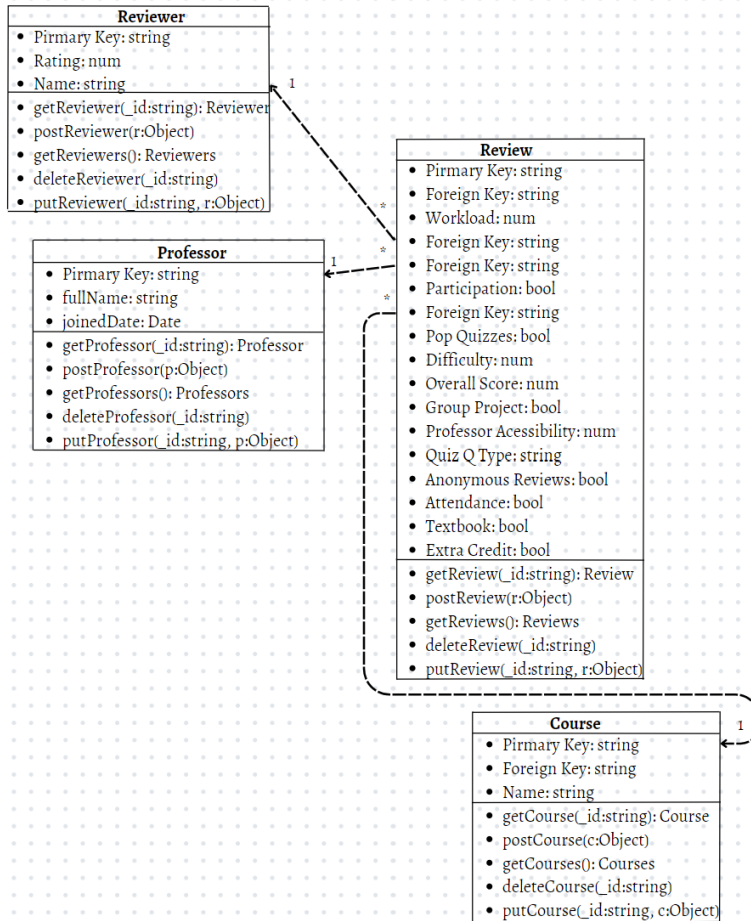 Reviewer
• Pirmary Key: string
• Rating: num
• Name: string
• getReviewer(_id:string): Reviewer
• postReviewer(r:Object)
• getReviewers(): Reviewers
• deleteReviewer(_id:string)
• putReviewer(_id:string, r:Object)
1
*
Professor
• Pirmary Key: string
• fullName: string
• joinedDate: Date
• getProfessor(_id:string): Professor
• postProfessor(p:Object)
• getProfessors(): Professors
• deleteProfessor(_id:string)
• putProfessor(_id:string, p:Object)
1
*
*
Review
• Pirmary Key: string
• Foreign Key: string
• Workload: num
• Foreign Key: string
• Foreign Key: string
• Participation: bool
• Foreign Key: string
• Pop Quizzes: bool
• Difficulty: num
• Overall Score: num
• Group Project: bool
• Professor Acessibility: num
• Quiz Q Type: string
• Anonymous Reviews: bool
• Attendance: bool
• Textbook: bool
• Extra Credit: bool
• getReview(_id:string): Review
• postReview(r:Object)
• getReviews(): Reviews
• deleteReview(_id:string)
• putReview(_id:string, r:Object)
Course
1
• Pirmary Key: string
• Foreign Key: string
• Name: string
• getCourse(_id:string): Course
• postCourse(c:Object)
• getCourses(): Courses
• deleteCourse(_id:string)
• putCourse(_id:string, c:Object)